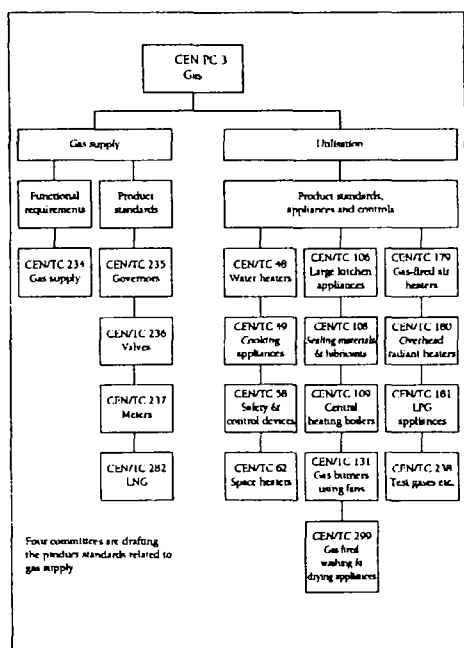 CEN PC 3
Gas
Gas supply
Utilisation
Functional
requirements
Product
standards
Product standards,
appliances and controls
CEN/TC 234
Gas supply
CEN/TC 235
Governors
CEN/TC 48
Water heaters
CEN/TC 106
Large kitchen
appliances
CEN/TC 179
Gas-fired air
heaters
CEN/TC 236
Valves
CEN/TC 49
Cooking
appliances
CEN/TC 108
Sealing materials
& lubricants
CEN/TC 180
Overhead
radiant heaters
CEN/TC 237
Meters
CEN/TC 58
Safety &
control devices
CEN/TC 109
Central
heating boilers
CEN/TC 181
LPG
appliances
CEN/TC 282
LNG
CEN/TC 62
Space heaters
CEN/TC 131
Gas burners
using fans
CEN/TC 238
Test gases etc.
CEN/TC 299
Gas fired
washing &
drying appliances
Four committees are drafting
the product standards related to
gas supply